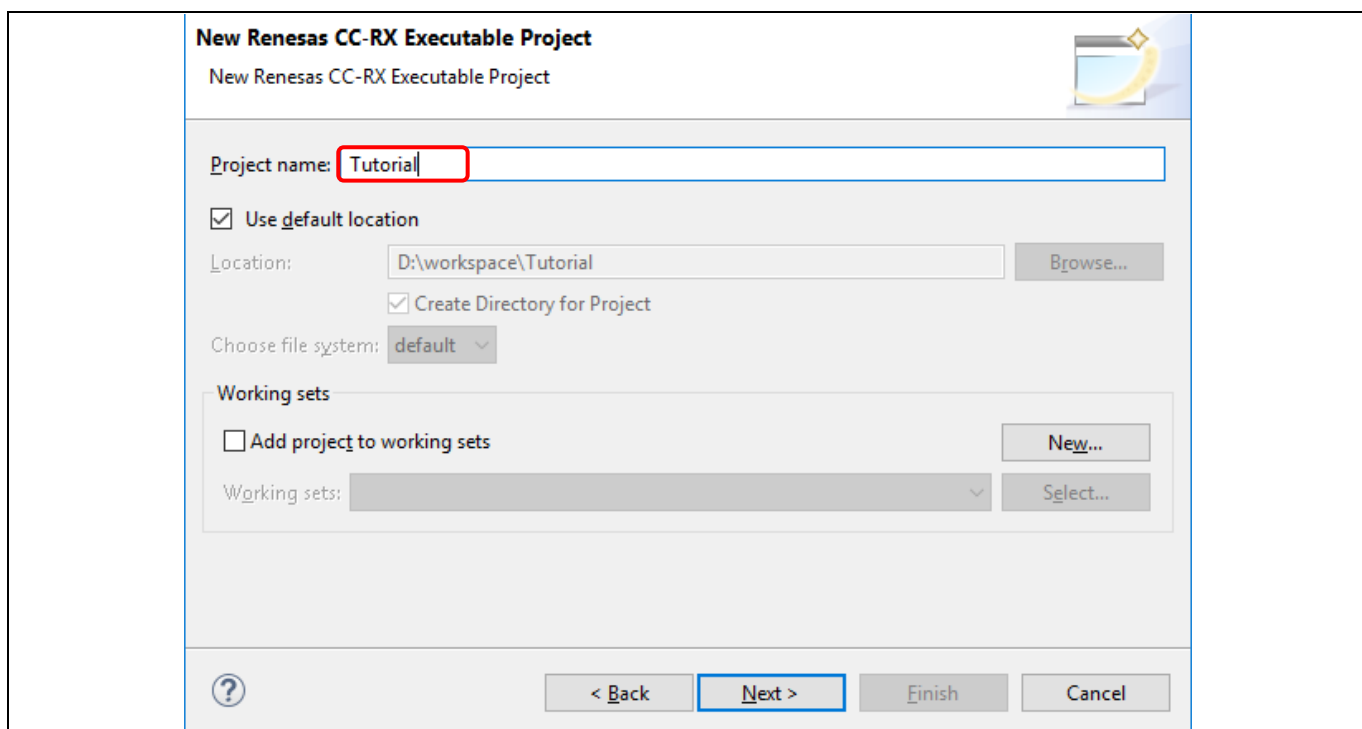 New Renesas CC-RX Executable Project
New Renesas CC-RX Executable Project
Project name: Tutorial
Use default location
Location: D:\workspace\Tutorial Browse...
Create Directory for Project
Choose file system: default
Working sets
Add project to working sets New...
Working sets: Select...
? < Back Next > Finish Cancel